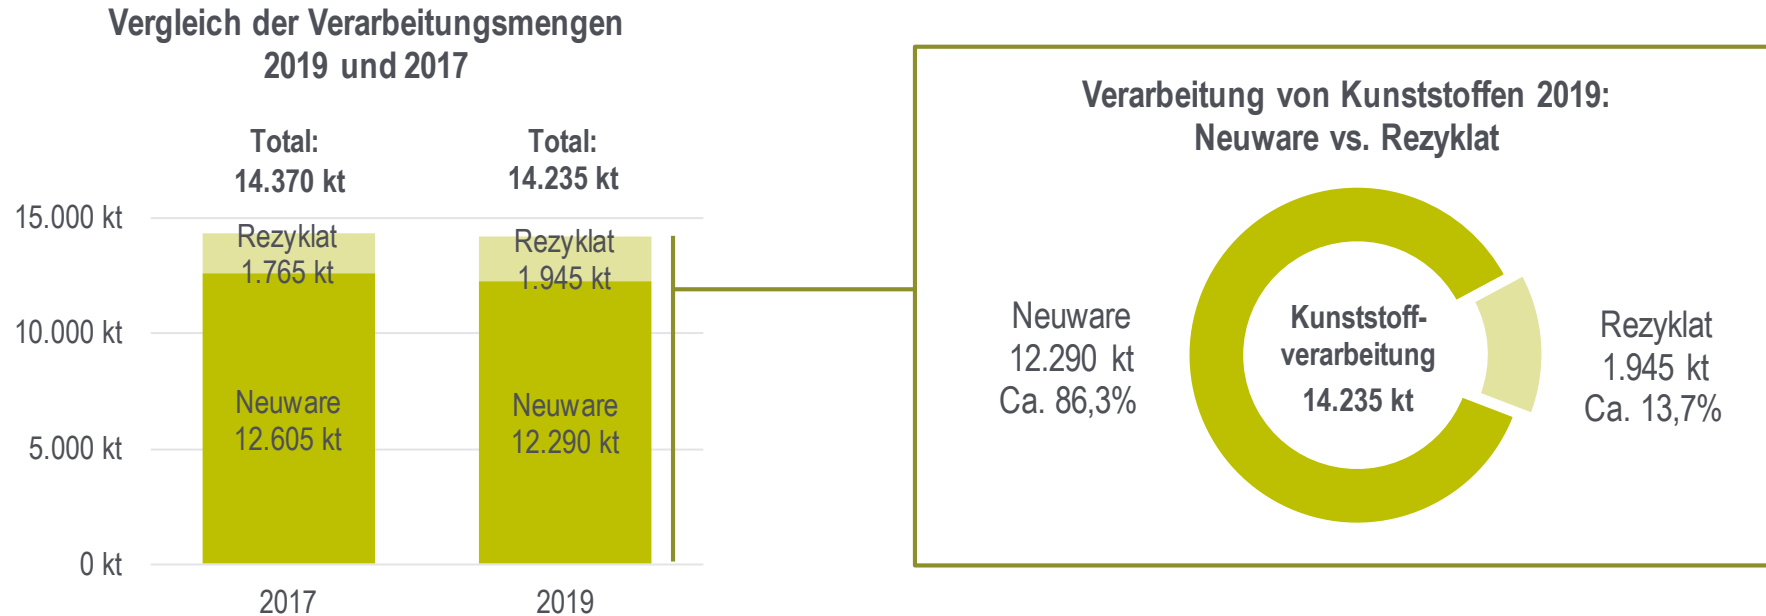 Vergleich der Verarbeitungsmengen
2019 und 2017
Total:
14.370 kt
Total:
14.235 kt
15.000 kt
10.000 kt
5.000 kt
0 kt
Rezyklat
1.765 kt
Neuware
12.605 kt
Rezyklat
1.945 kt
Neuware
12.290 kt
2017
2019
Verarbeitung von Kunststoffen 2019:
Neuware vs. Rezyklat
Neuware
12.290 kt
Ca. 86,3%
Kunststoff-
verarbeitung
14.235 kt
Rezyklat
1.945 kt
Ca. 13,7%